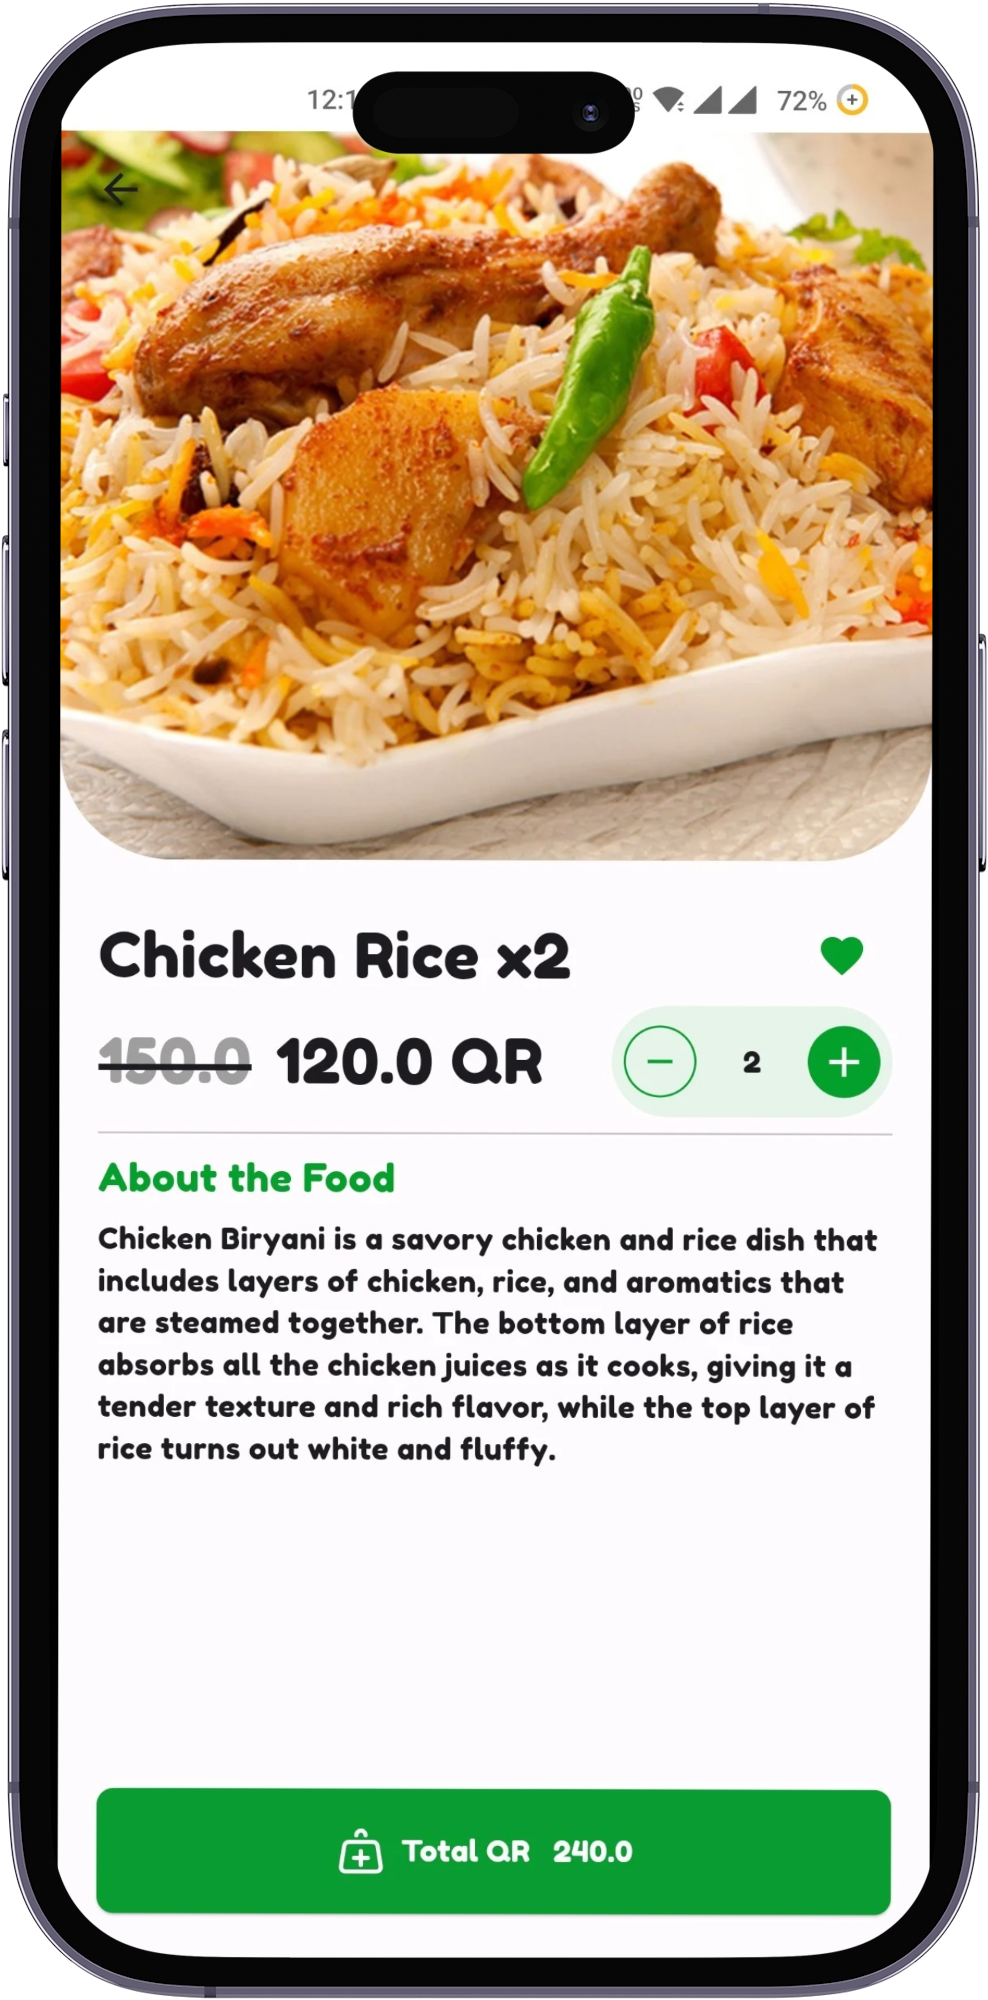 72%
Chicken Rice x2
150.0 120.0 QR
2
About the Food
Chicken Biryani is a savory chicken and rice dish that
includes layers of chicken, rice, and aromatics that
are steamed together. The bottom layer of rice
absorbs all the chicken juices as it cooks, giving it a
tender texture and rich flavor, while the top layer of
rice turns out white and fluffy.
Total QR 240.0